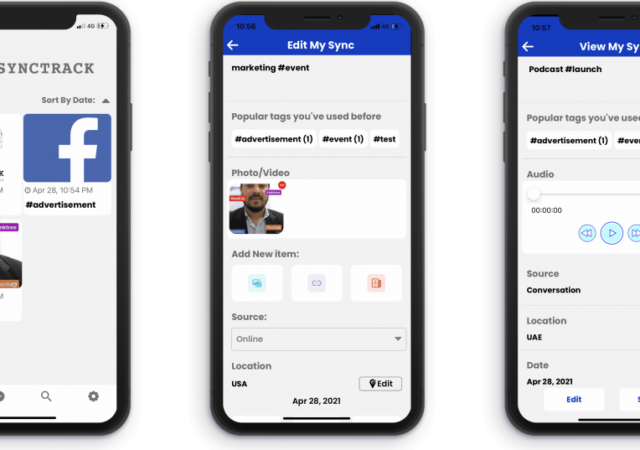 4G
SYNCTRACK
Sort By Date:
Apr 28, 10:54 PM
#advertisement
10:56
4G
Edit My Sync
marketing #event
Popular tags you've used before
#advertisement (1) #event (1) #test
Photo/Video
Add New item:
Source:
Online
Location
USA
Edit
Apr 28, 2021
10:57
View My Sy
Podcast #launch
Popular tags you've used
#advertisement (1) #eve
Audio
00:00:00
Source
Conversation
Location
UAE
Date
Apr 28, 2021
Edit
S